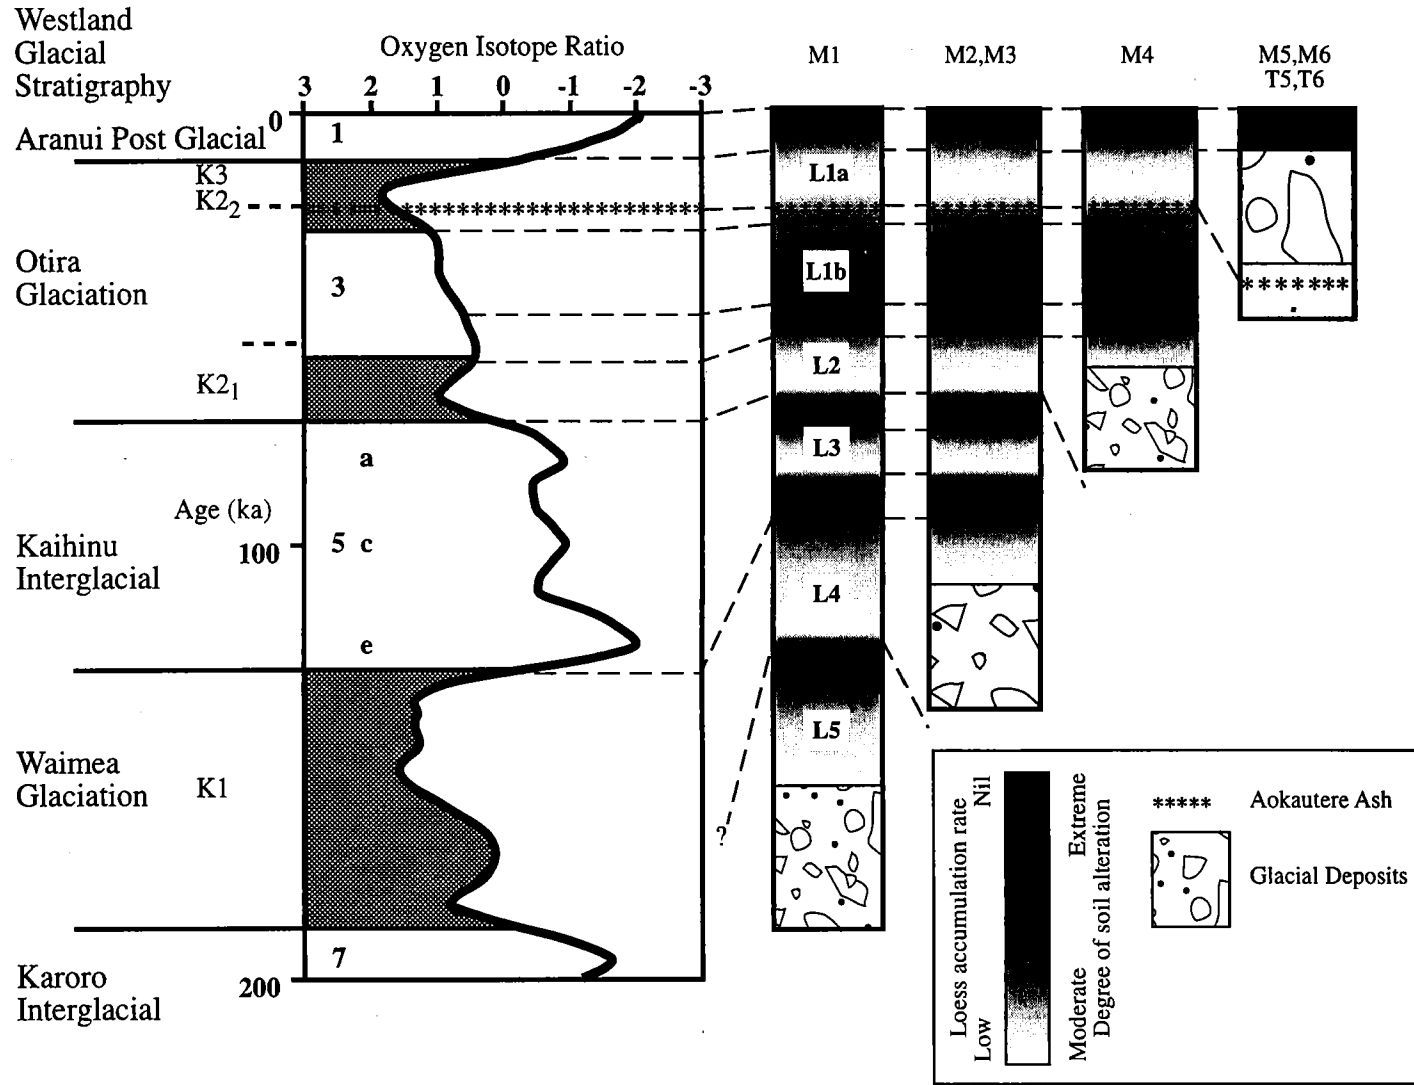 Westland
Glacial
Stratigraphy
Oxygen Isotope Ratio
3 2 1 0 -1 -2 -3
M1
M2,M3
M4
M5,M6
T5,T6
0
Aranui Post Glacial
1
K3
K2₂
*****************************
Otira
Glaciation
3
K2₁
a
Age (ka)
100
5 c
Kaihinu
Interglacial
e
Waimea
Glaciation
K1
7
Karoro
Interglacial
200
L1a
L1b
L2
L3
L4
L5
*******
?
Loess accumulation rate
Low
Nil
Moderate
Extreme
Degree of soil alteration
***** Aokautere Ash
Glacial Deposits